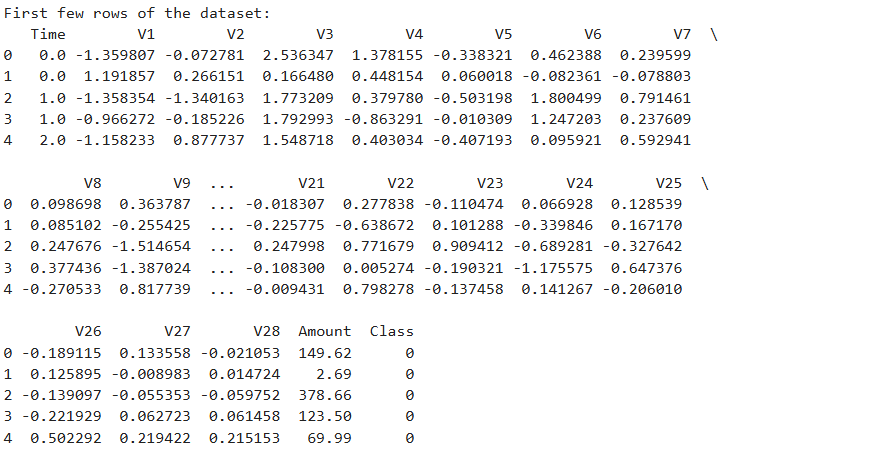 First few rows of the dataset:
   Time        V1        V2        V3        V4        V5        V6        V7  \
0   0.0 -1.359807 -0.072781  2.536347  1.378155 -0.338321  0.462388  0.239599
1   0.0  1.191857  0.266151  0.166480  0.448154  0.060018 -0.082361 -0.078803
2   1.0 -1.358354 -1.340163  1.773209  0.379780 -0.503198  1.800499  0.791461
3   1.0 -0.966272 -0.185226  1.792993 -0.863291 -0.010309  1.247203  0.237609
4   2.0 -1.158233  0.877737  1.548718  0.403034 -0.407193  0.095921  0.592941

         V8        V9  ...       V21       V22       V23       V24       V25  \
0  0.098698  0.363787  ... -0.018307  0.277838 -0.110474  0.066928  0.128539
1  0.085102 -0.255425  ... -0.225775 -0.638672  0.101288 -0.339846  0.167170
2  0.247676 -1.514654  ...  0.247998  0.771679  0.909412 -0.689281 -0.327642
3  0.377436 -1.387024  ... -0.108300  0.005274 -0.190321 -1.175575  0.647376
4 -0.270533  0.817739  ... -0.009431  0.798278 -0.137458  0.141267 -0.206010

        V26       V27       V28  Amount  Class
0 -0.189115  0.133558 -0.021053  149.62      0
1  0.125895 -0.008983  0.014724    2.69      0
2 -0.139097 -0.055353 -0.059752  378.66      0
3 -0.221929  0.062723  0.061458  123.50      0
4  0.502292  0.219422  0.215153   69.99      0